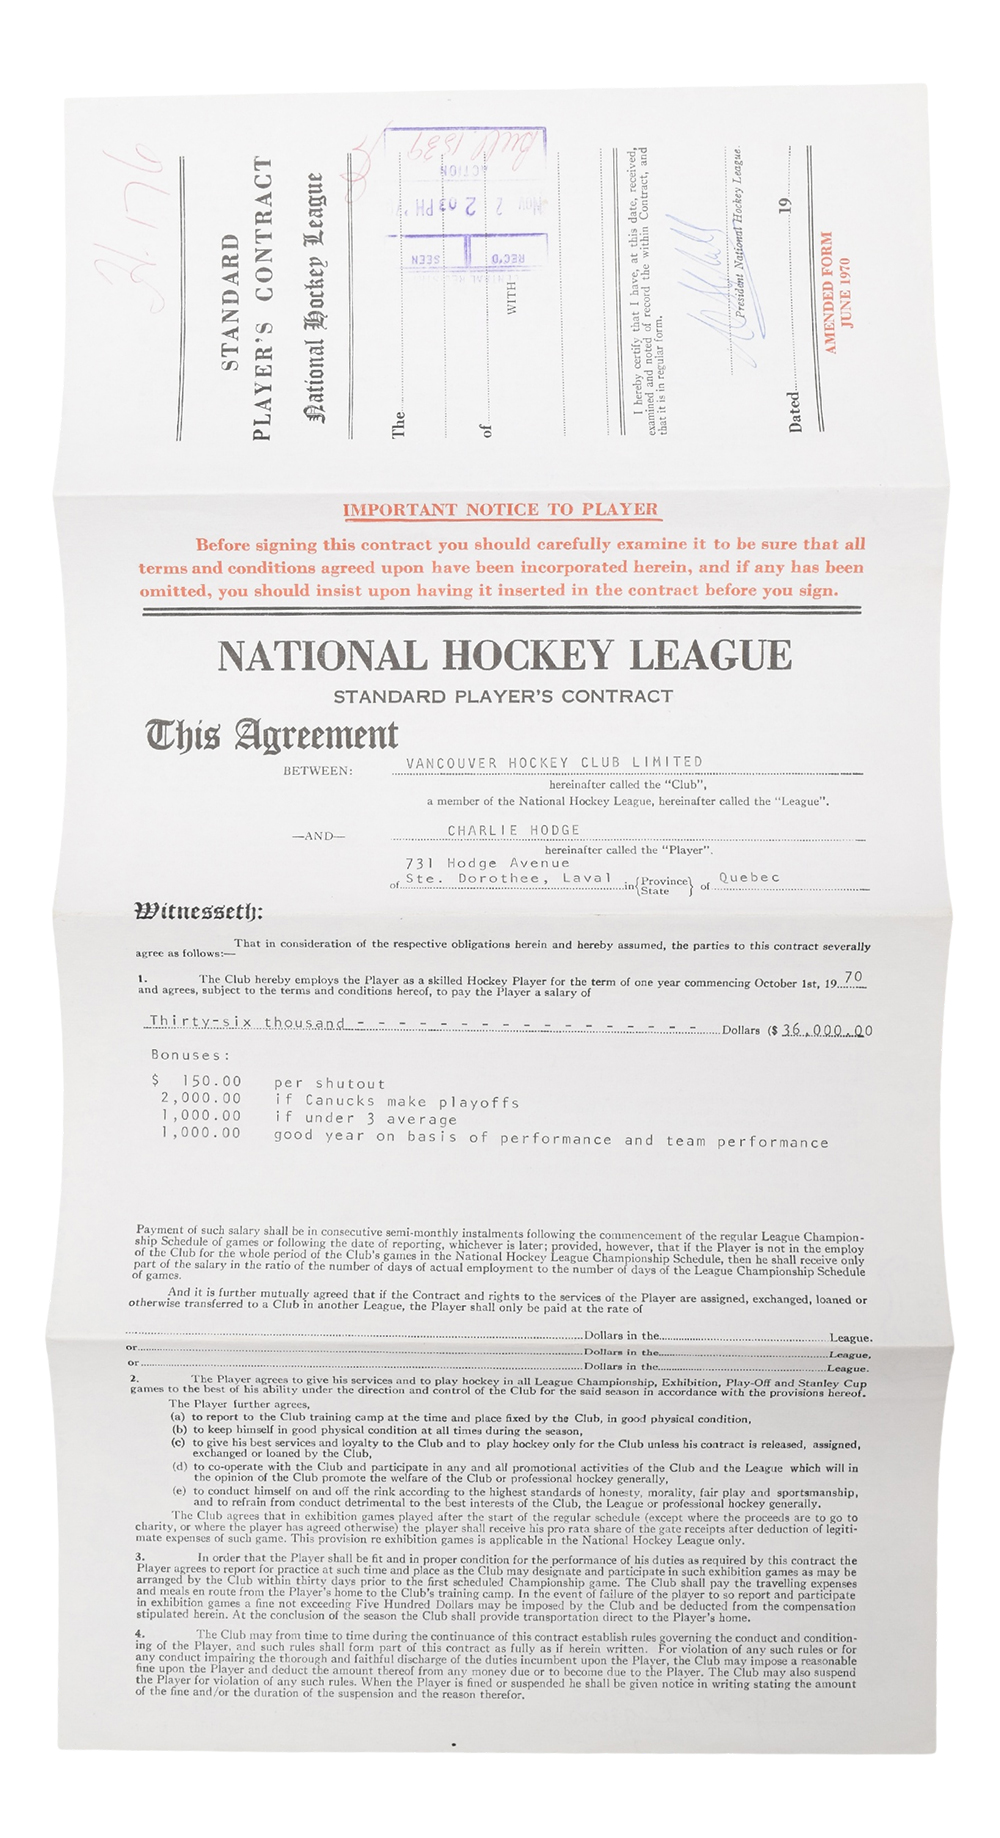 STANDARD
PLAYER'S CONTRACT
National Hockey League
The
of
WITH
REC'D
SEEN
2 03 PM
ACTION
I hereby certify that I have, at this date, received,
examined and noted of record the within Contract, and
that it is in regular form.
President National Hockey League
Dated 19
AMENDED FORM
JUNE 1970
IMPORTANT NOTICE TO PLAYER
Before signing this contract you should carefully examine it to be sure that all
terms and conditions agreed upon have been incorporated herein, and if any has been
omitted, you should insist upon having it inserted in the contract before you sign.
NATIONAL HOCKEY LEAGUE
STANDARD PLAYER'S CONTRACT
This Agreement
BETWEEN: VANCOUVER HOCKEY CLUB LIMITED
hereinafter called the "Club",
a member of the National Hockey League, hereinafter called the "League".
—AND— CHARLIE HODGE
hereinafter called the "Player".
731 Hodge Avenue
of Ste. Dorothee, Laval in {Province State} of Quebec
Witnesseth:
That in consideration of the respective obligations herein and hereby assumed, the parties to this contract severally
agree as follows:—
1. The Club hereby employs the Player as a skilled Hockey Player for the term of one year commencing October 1st, 19 70
and agrees, subject to the terms and conditions hereof, to pay the Player a salary of
Thirty-six thousand - - - - - - - - - - - - - - - - Dollars ($ 36,000.00
Bonuses:
$ 150.00 per shutout
2,000.00 if Canucks make playoffs
1,000.00 if under 3 average
1,000.00 good year on basis of performance and team performance
Payment of such salary shall be in consecutive semi-monthly instalments following the commencement of the regular League Champion-
ship Schedule of games or following the date of reporting, whichever is later; provided, however, that if the Player is not in the employ
of the Club for the whole period of the Club's games in the National Hockey League Championship Schedule, then he shall receive only
part of the salary in the ratio of the number of days of actual employment to the number of days of the League Championship Schedule
of games.
And it is further mutually agreed that if the Contract and rights to the services of the Player are assigned, exchanged, loaned or
otherwise transferred to a Club in another League, the Player shall only be paid at the rate of
Dollars in the League.
or Dollars in the League,
or Dollars in the League.
2. The Player agrees to give his services and to play hockey in all League Championship, Exhibition, Play-Off and Stanley Cup
games to the best of his ability under the direction and control of the Club for the said season in accordance with the provisions hereof.
The Player further agrees,
(a) to report to the Club training camp at the time and place fixed by the Club, in good physical condition,
(b) to keep himself in good physical condition at all times during the season,
(c) to give his best services and loyalty to the Club and to play hockey only for the Club unless his contract is released, assigned,
exchanged or loaned by the Club,
(d) to co-operate with the Club and participate in any and all promotional activities of the Club and the League which will in
the opinion of the Club promote the welfare of the Club or professional hockey generally,
(e) to conduct himself on and off the rink according to the highest standards of honesty, morality, fair play and sportsmanship,
and to refrain from conduct detrimental to the best interests of the Club, the League or professional hockey generally.
The Club agrees that in exhibition games played after the start of the regular schedule (except where the proceeds are to go to
charity, or where the player has agreed otherwise) the player shall receive his pro rata share of the gate receipts after deduction of legiti-
mate expenses of such game. This provision re exhibition games is applicable in the National Hockey League only.
3. In order that the Player shall be fit and in proper condition for the performance of his duties as required by this contract the
Player agrees to report for practice at such time and place as the Club may designate and participate in such exhibition games as may be
arranged by the Club within thirty days prior to the first scheduled Championship game. The Club shall pay the travelling expenses
and meals en route from the Player's home to the Club's training camp. In the event of failure of the player to so report and participate
in exhibition games a fine not exceeding Five Hundred Dollars may be imposed by the Club and be deducted from the compensation
stipulated herein. At the conclusion of the season the Club shall provide transportation direct to the Player's home.
4. The Club may from time to time during the continuance of this contract establish rules governing the conduct and condition-
ing of the Player, and such rules shall form part of this contract as fully as if herein written. For violation of any such rules or for
any conduct impairing the thorough and faithful discharge of the duties incumbent upon the Player, the Club may impose a reasonable
fine upon the Player and deduct the amount thereof from any money due or to become due to the Player. The Club may also suspend
the Player for violation of any such rules. When the Player is fined or suspended he shall be given notice in writing stating the amount
of the fine and/or the duration of the suspension and the reason therefor.